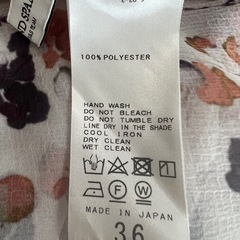 100% POLYESTER
HAND WASH
DO NOT BLEACH
DO NOT TUMBLE DRY
LINE DRY IN THE SHADE
COOL IRON
DRY CLEAN
WET CLEAN
F W
MADE IN JAPAN
36